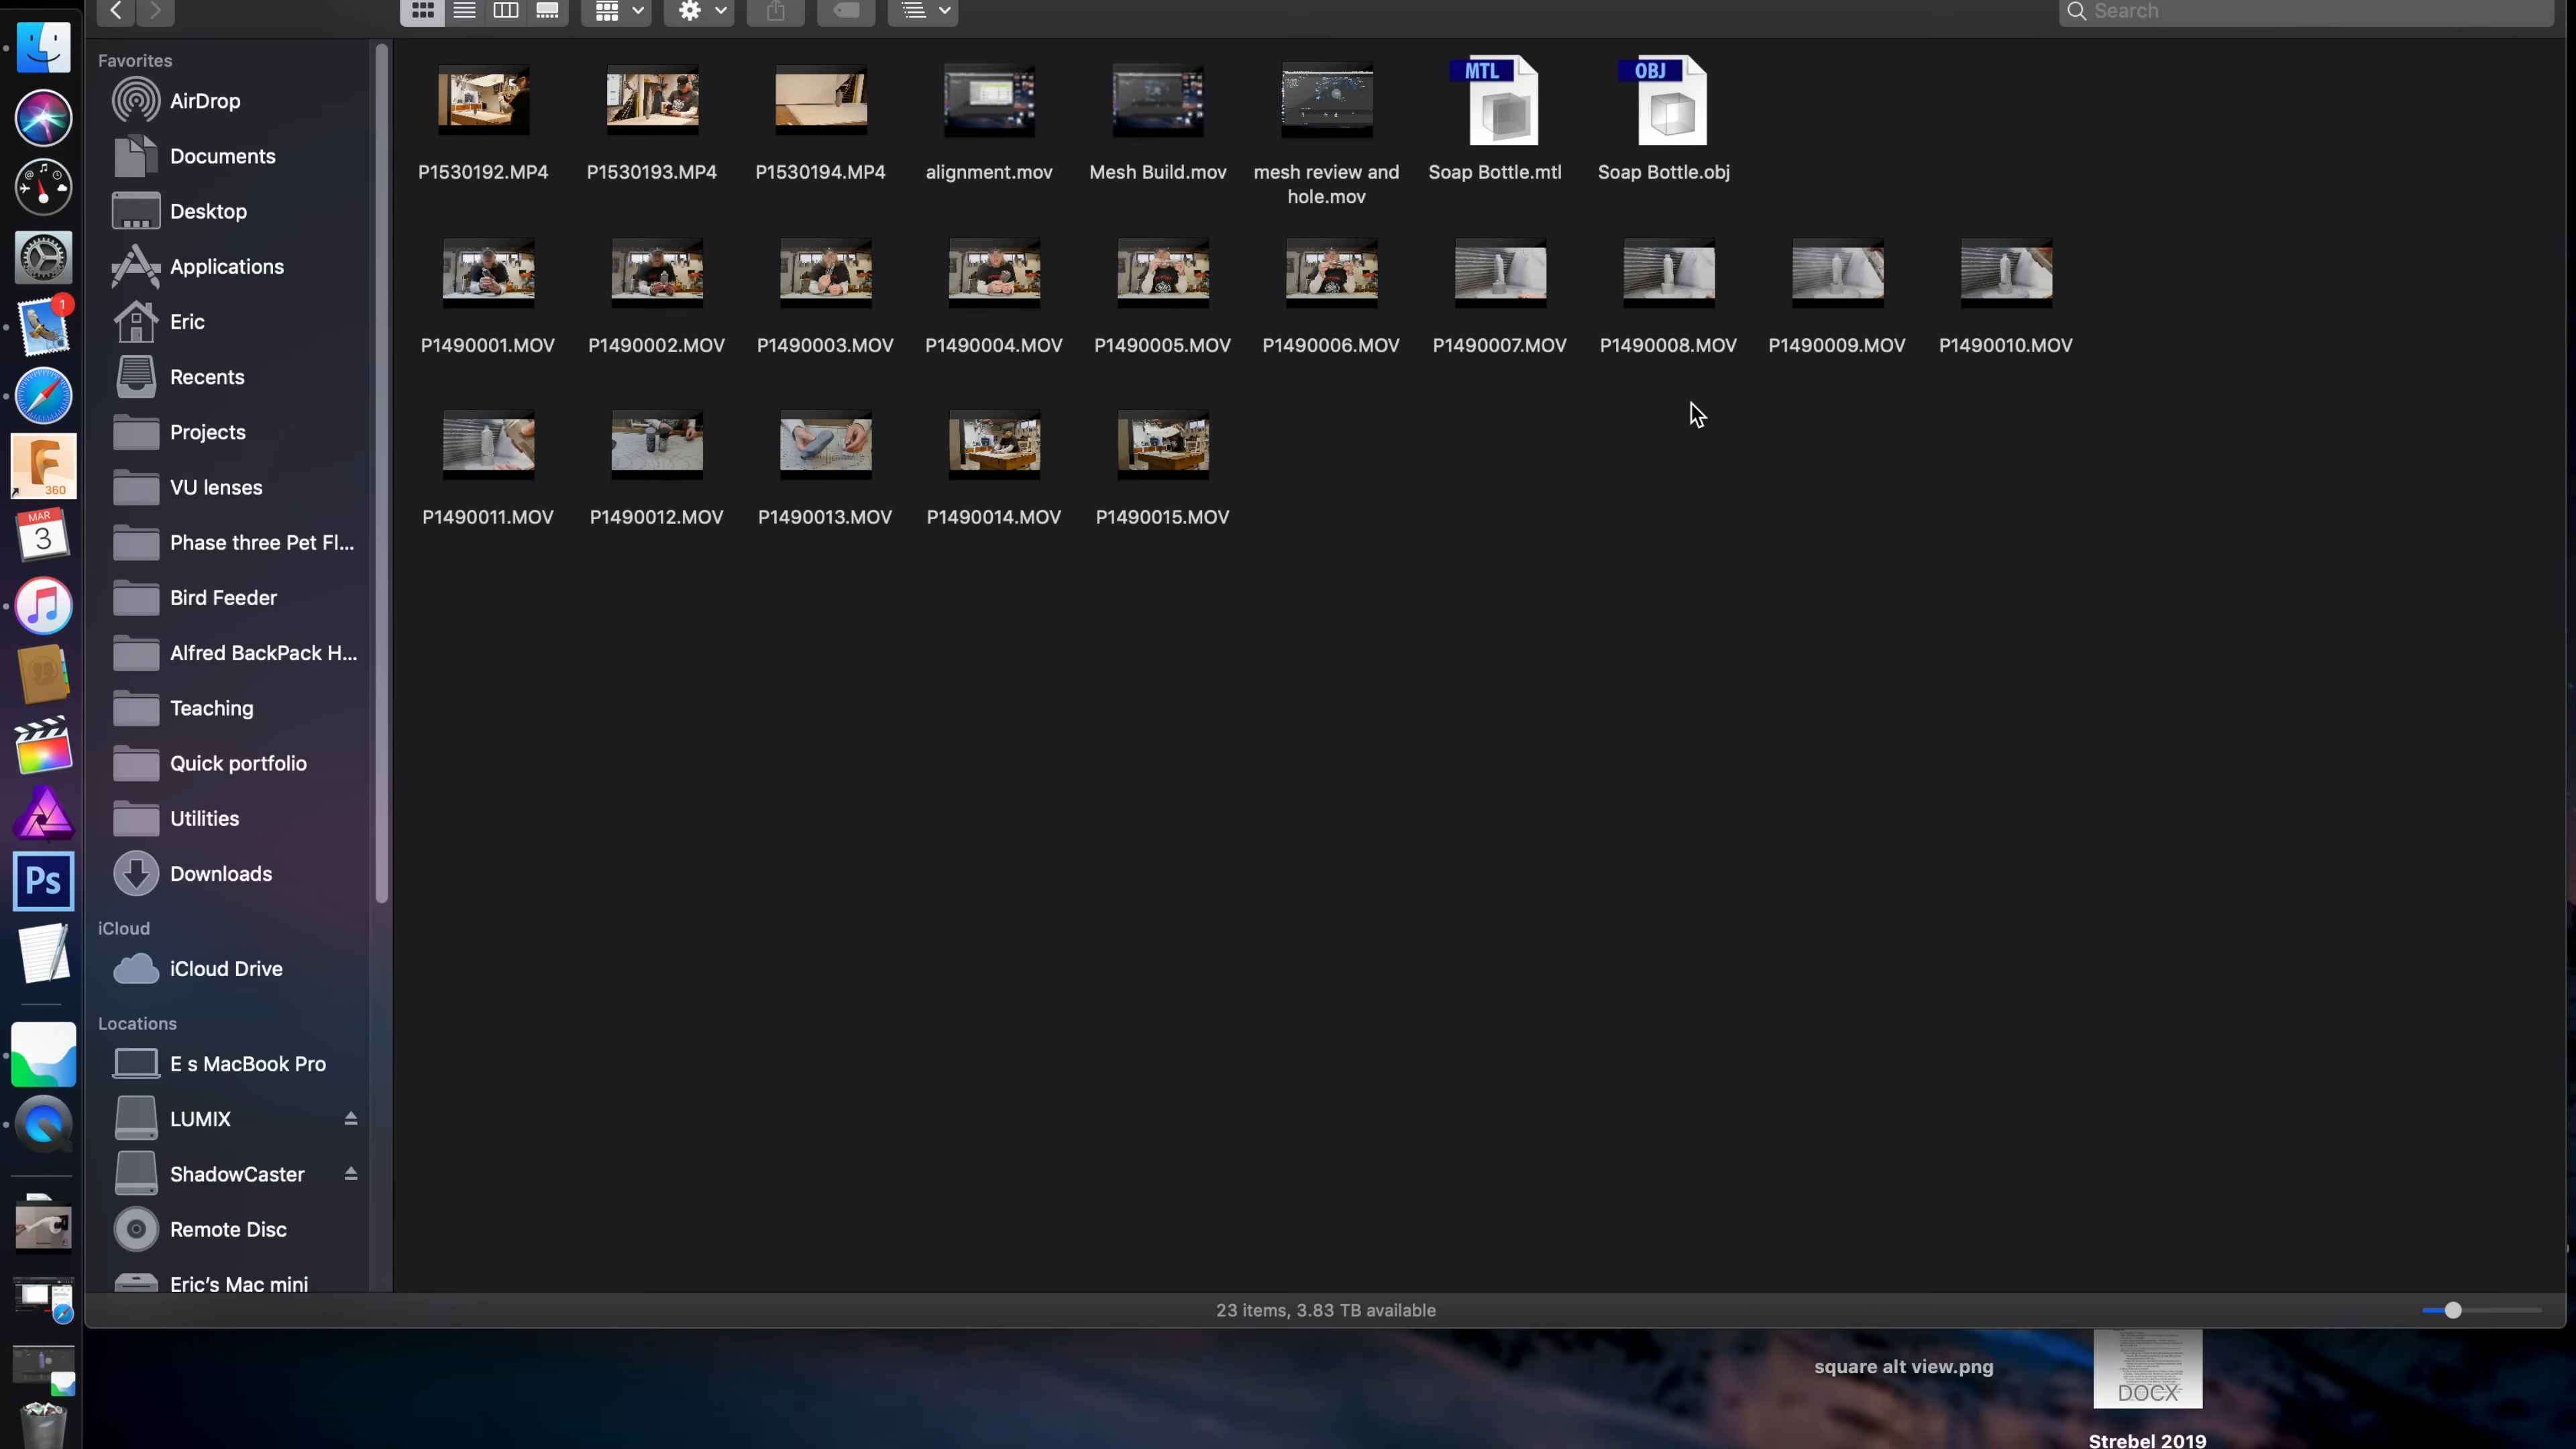 Search
Favorites
AirDrop
Documents
Desktop
Applications
Eric
Recents
Projects
VU lenses
Phase three Pet Fl...
Bird Feeder
Alfred BackPack H...
Teaching
Quick portfolio
Utilities
Downloads
iCloud
iCloud Drive
Locations
E s MacBook Pro
LUMIX
ShadowCaster
Remote Disc
Eric's Mac mini
1
F
360
MAR
3
Ps
MTL
OBJ
P1530192.MP4
P1530193.MP4
P1530194.MP4
alignment.mov
Mesh Build.mov
mesh review and
hole.mov
Soap Bottle.mtl
Soap Bottle.obj
P1490001.MOV
P1490002.MOV
P1490003.MOV
P1490004.MOV
P1490005.MOV
P1490006.MOV
P1490007.MOV
P1490008.MOV
P1490009.MOV
P1490010.MOV
P1490011.MOV
P1490012.MOV
P1490013.MOV
P1490014.MOV
P1490015.MOV
23 items, 3.83 TB available
square alt view.png
DOCX
Strebel 2019